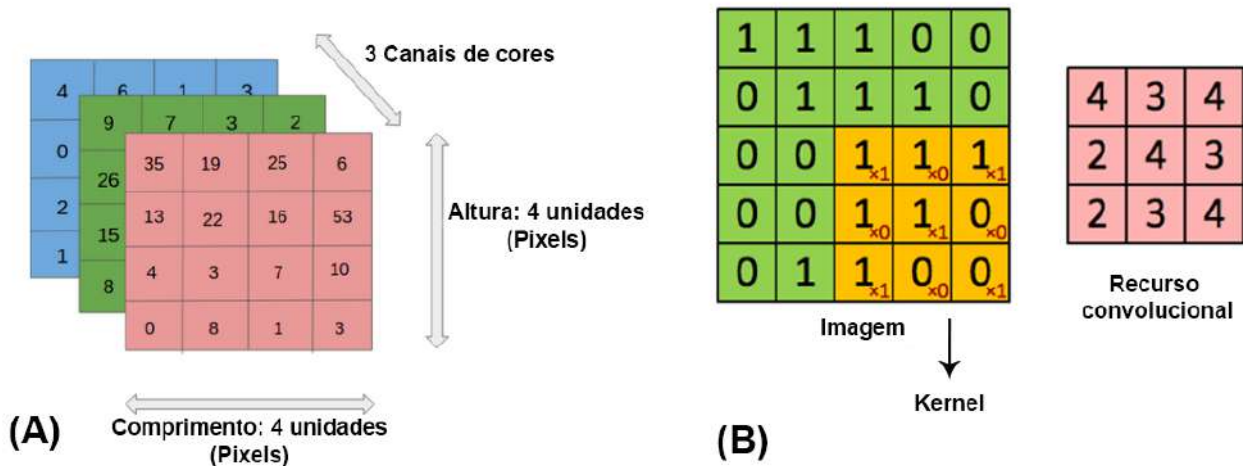 3 Canais de cores
4 6 1 3
0
2
1
9 7 3 2
26
15
8
35 19 25 6
13 22 16 53
4 3 7 10
0 8 1 3
Altura: 4 unidades
(Pixels)
Comprimento: 4 unidades
(Pixels)
(A)
1 1 1 0 0
0 1 1 1 0
0 0 1×1 1×0 1×1
0 0 1×0 1×1 0×0
0 1 1×1 0×0 0×1
Imagem
Kernel
4 3 4
2 4 3
2 3 4
Recurso
convolucional
(B)